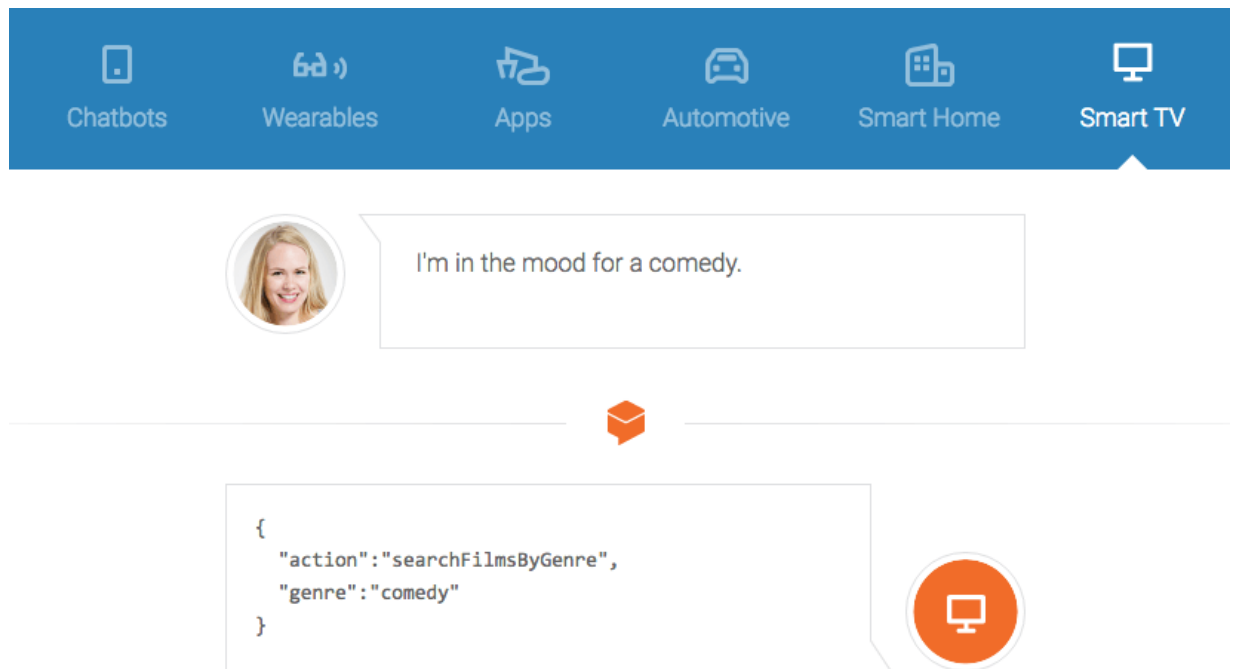 Chatbots
Wearables
Apps
Automotive
Smart Home
Smart TV
I'm in the mood for a comedy.
{
"action":"searchFilmsByGenre",
"genre":"comedy"
}